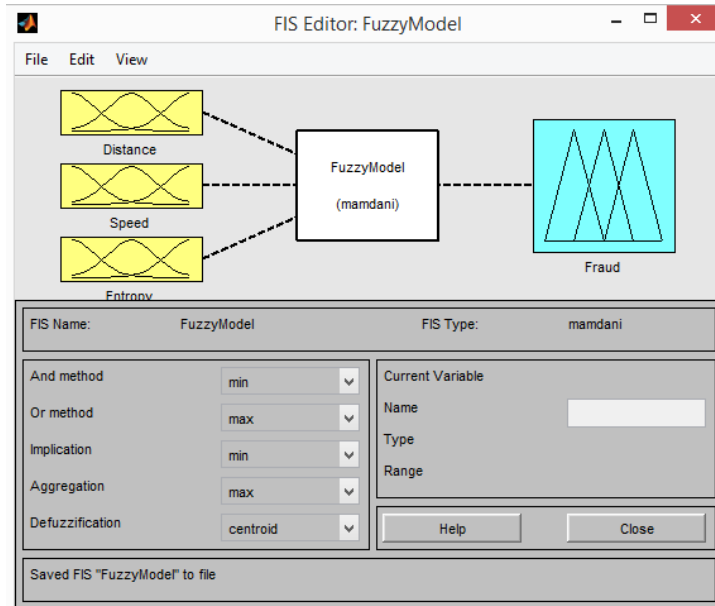 FIS Editor: FuzzyModel
File Edit View
Distance
Speed
Entropy
FuzzyModel
(mamdani)
Fraud
FIS Name: FuzzyModel FIS Type: mamdani
And method min
Or method max
Implication min
Aggregation max
Defuzzification centroid
Current Variable
Name
Type
Range
Help Close
Saved FIS "FuzzyModel" to file